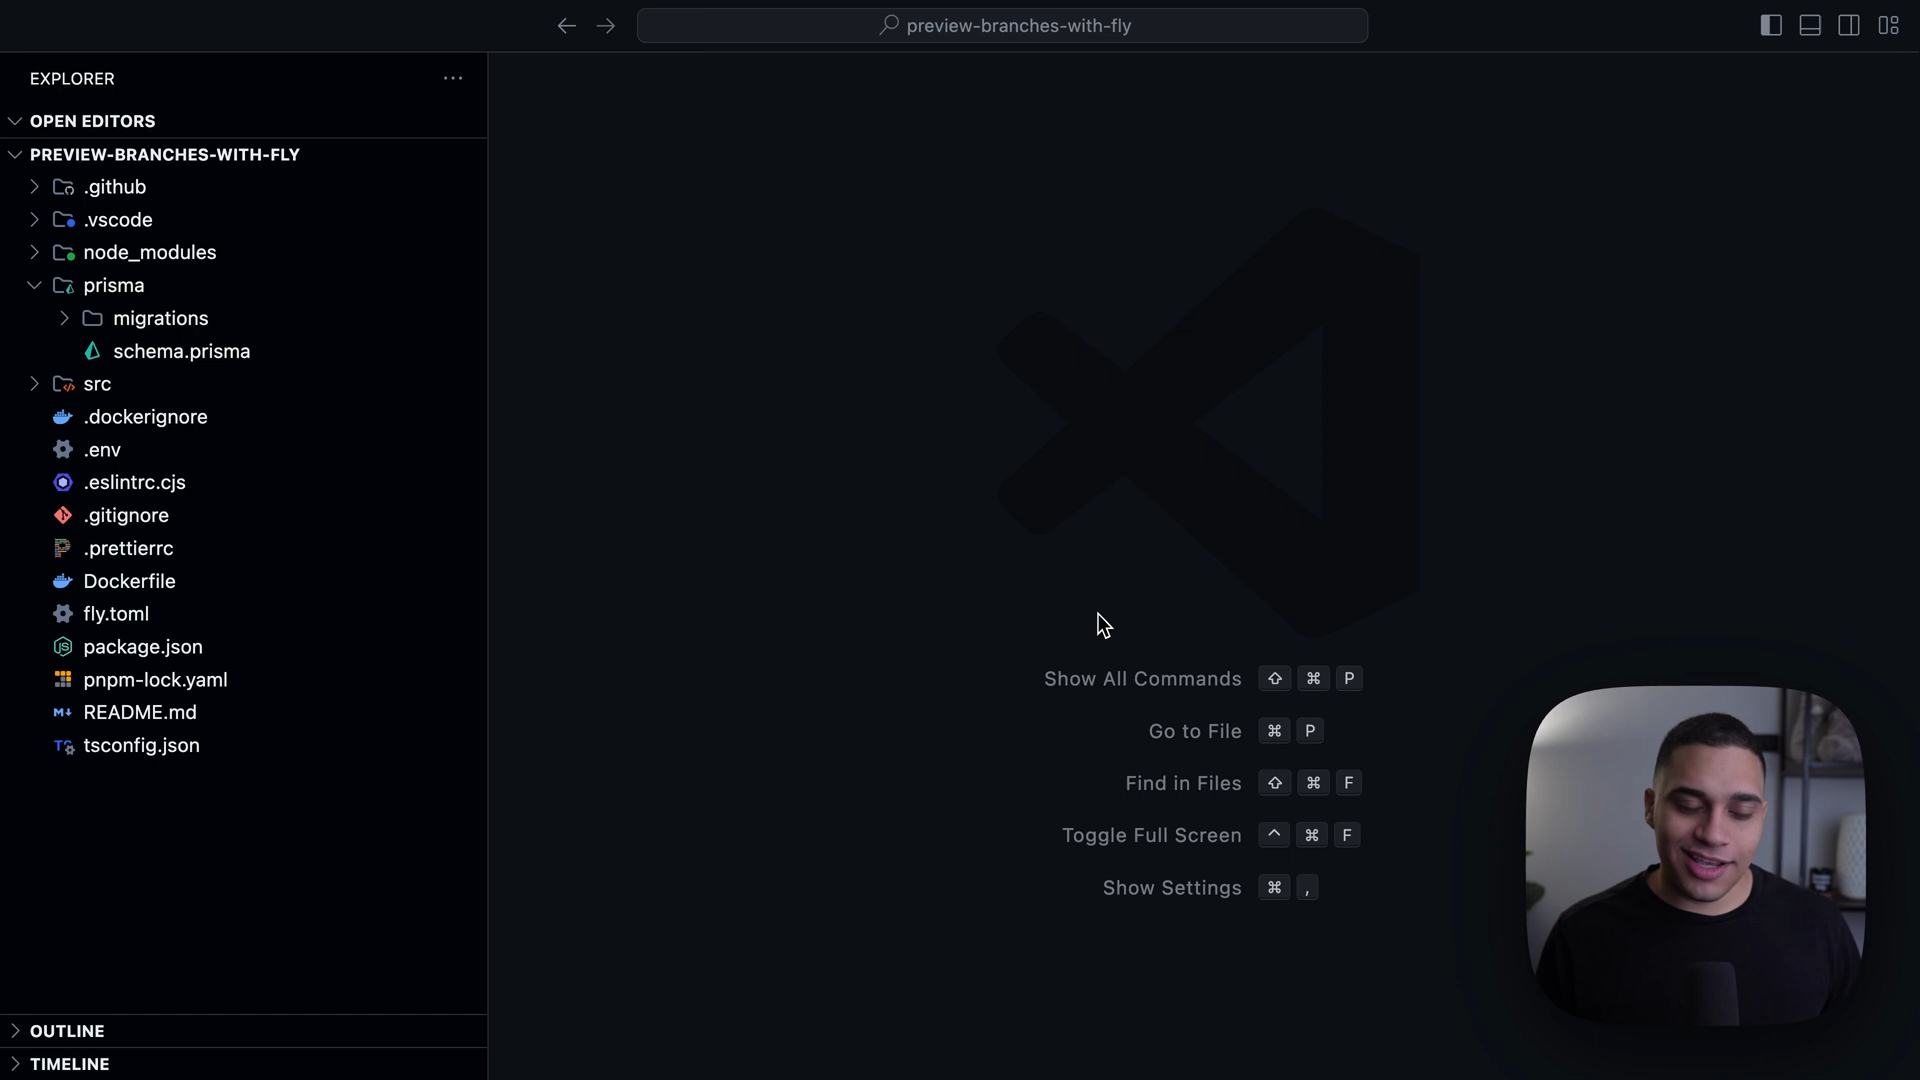 preview-branches-with-fly
EXPLORER
OPEN EDITORS
PREVIEW-BRANCHES-WITH-FLY
.github
.vscode
node_modules
prisma
migrations
schema.prisma
src
.dockerignore
.env
.eslintrc.cjs
.gitignore
.prettierrc
Dockerfile
fly.toml
package.json
pnpm-lock.yaml
README.md
tsconfig.json
OUTLINE
TIMELINE
Show All Commands ⇧ ⌘ P
Go to File ⌘ P
Find in Files ⇧ ⌘ F
Toggle Full Screen ⌃ ⌘ F
Show Settings ⌘ ,